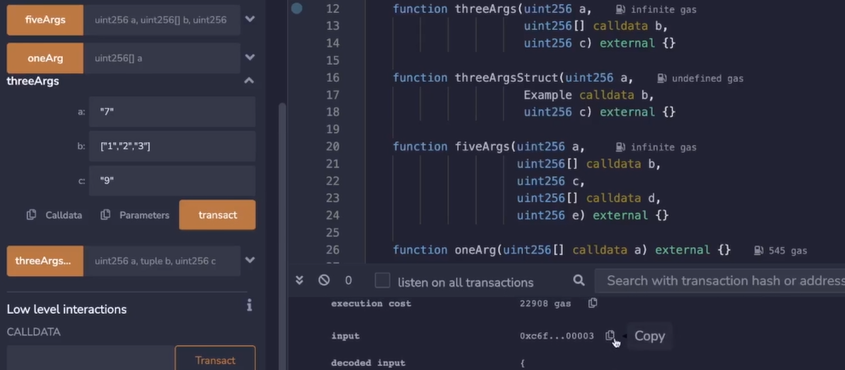 fiveArgs uint256 a, uint256[] b, uint256
oneArg uint256[] a
threeArgs
a: "7"
b: ["1","2","3"]
c: "9"
Calldata Parameters transact
threeArgs... uint256 a, tuple b, uint256 c
Low level interactions i
CALLDATA
Transact
12 function threeArgs(uint256 a, infinite gas
13 uint256[] calldata b,
14 uint256 c) external {}
15
16 function threeArgsStruct(uint256 a, undefined gas
17 Example calldata b,
18 uint256 c) external {}
19
20 function fiveArgs(uint256 a, infinite gas
21 uint256[] calldata b,
22 uint256 c,
23 uint256[] calldata d,
24 uint256 e) external {}
25
26 function oneArg(uint256[] calldata a) external {} 545 gas
0 listen on all transactions Search with transaction hash or address
execution cost 22908 gas
input 0xc6f...00003 Copy
decoded input {